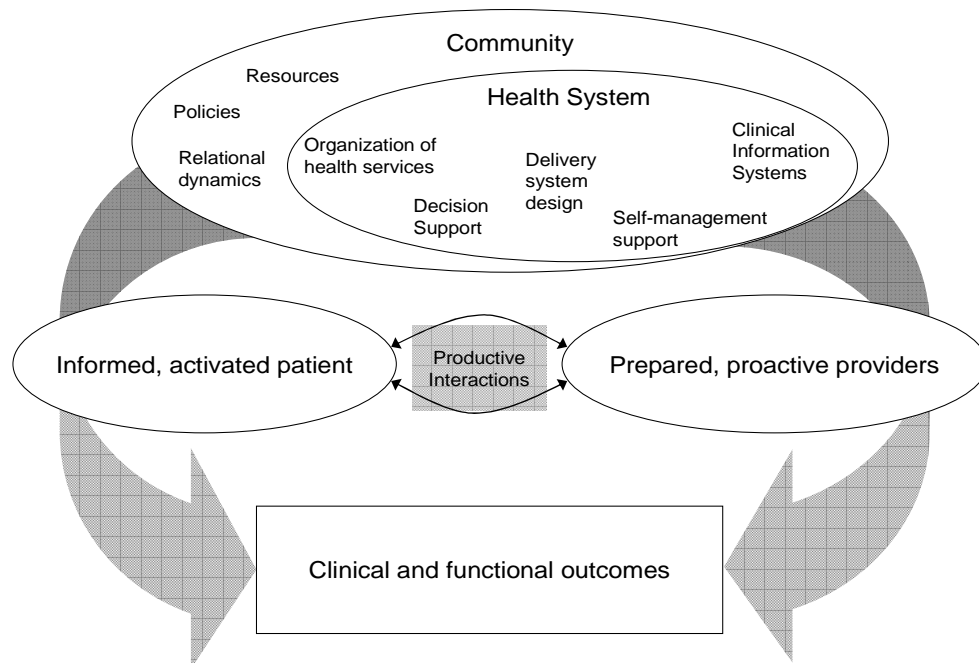 Community
Resources
Policies
Relational
dynamics
Health System
Organization of
health services
Decision
Support
Delivery
system
design
Clinical
Information
Systems
Self-management
support
Informed, activated patient
Productive
Interactions
Prepared, proactive providers
Clinical and functional outcomes